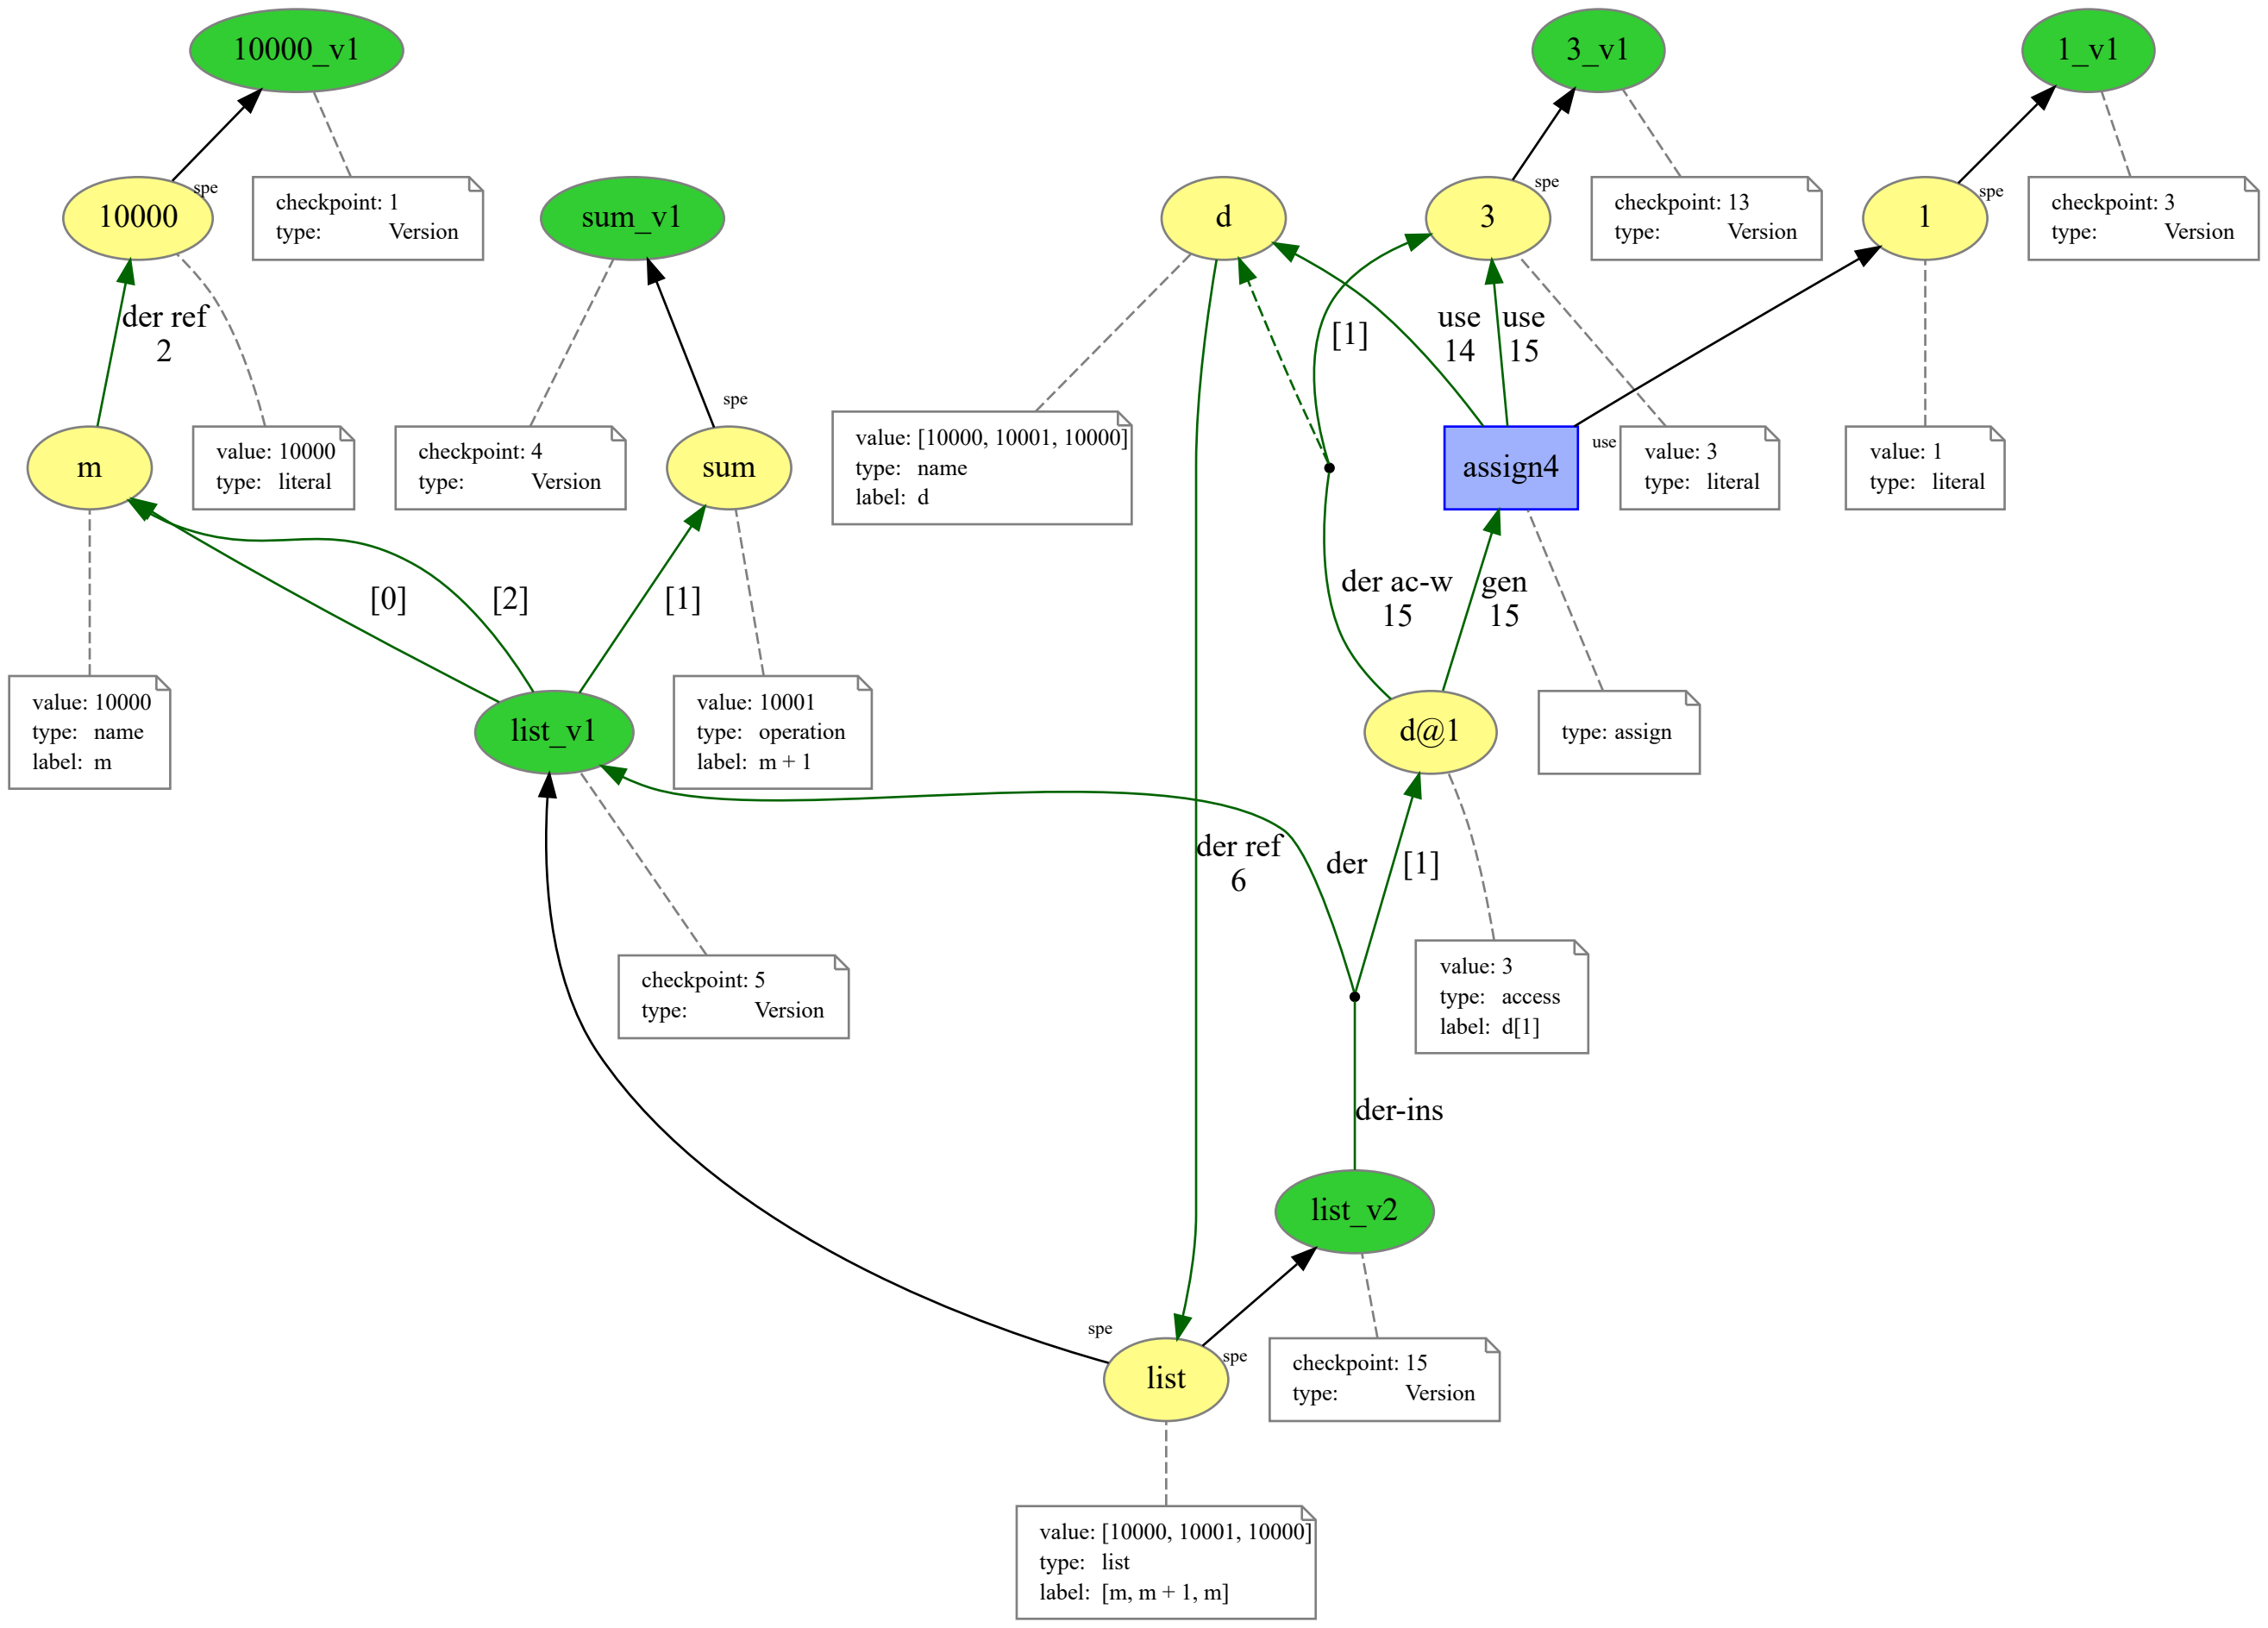 10000_v1
3_v1
1_v1
spe
10000
checkpoint: 1
type: Version
sum_v1
d
3
spe
checkpoint: 13
type: Version
1
spe
checkpoint: 3
type: Version
der ref
2
[1]
use
14
use
15
m
value: 10000
type: literal
checkpoint: 4
type: Version
spe
sum
value: [10000, 10001, 10000]
type: name
label: d
assign4
use
value: 3
type: literal
value: 1
type: literal
[0]
[2]
[1]
der ac-w
15
gen
15
value: 10000
type: name
label: m
list_v1
value: 10001
type: operation
label: m + 1
d@1
type: assign
der ref
6
der
[1]
checkpoint: 5
type: Version
value: 3
type: access
label: d[1]
der-ins
list_v2
spe
list
spe
checkpoint: 15
type: Version
value: [10000, 10001, 10000]
type: list
label: [m, m + 1, m]